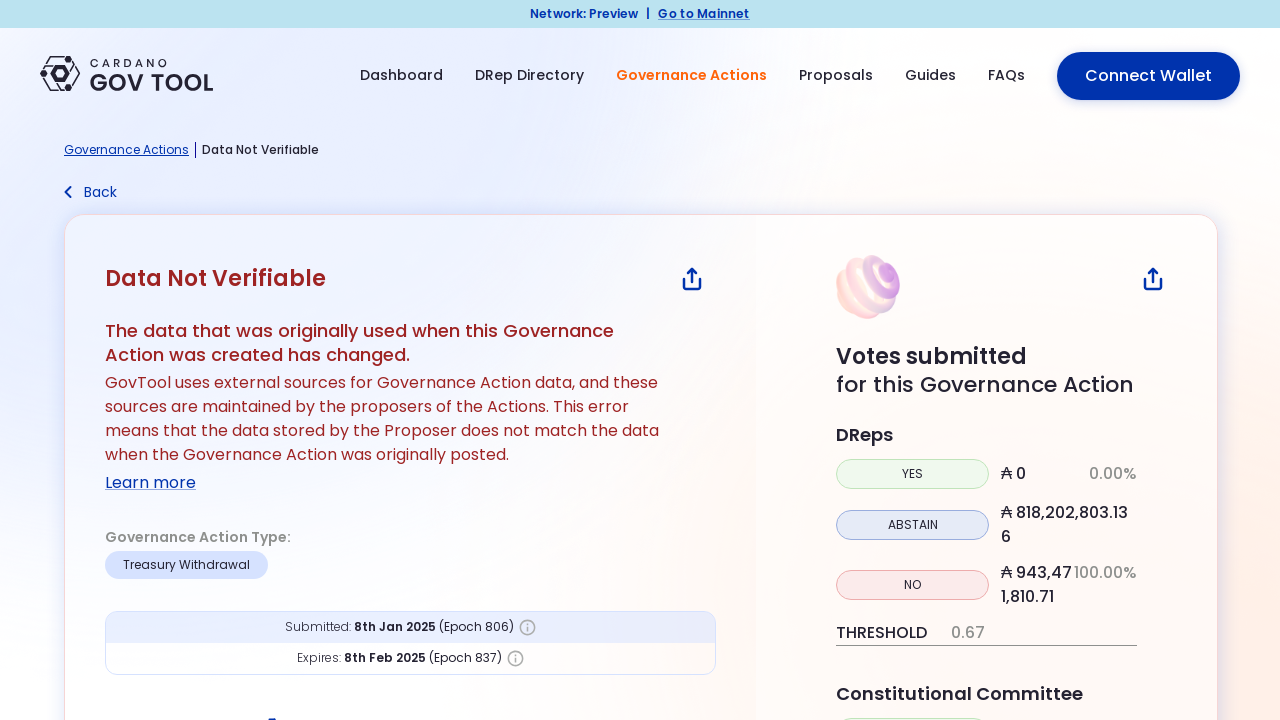 Network: Preview | Go to Mainnet
CARDANO
GOV TOOL
Dashboard
DRep Directory
Governance Actions
Proposals
Guides
FAQs
Connect Wallet
Governance Actions | Data Not Verifiable
Back
Data Not Verifiable
The data that was originally used when this Governance
Action was created has changed.
GovTool uses external sources for Governance Action data, and these
sources are maintained by the proposers of the Actions. This error
means that the data stored by the Proposer does not match the data
when the Governance Action was originally posted.
Learn more
Governance Action Type:
Treasury Withdrawal
Submitted: 8th Jan 2025 (Epoch 806)
Expires: 8th Feb 2025 (Epoch 837)
Votes submitted
for this Governance Action
DReps
YES ₳ 0 0.00%
ABSTAIN ₳ 818,202,803.13
6
NO ₳ 943,47 100.00%
1,810.71
THRESHOLD 0.67
Constitutional Committee